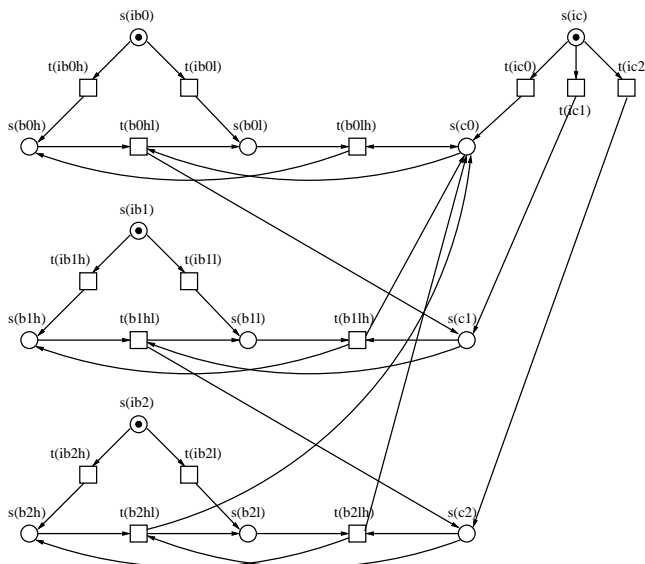 s(ib0)
s(ic)
t(ib0h)
t(ib0l)
t(ic0)
t(ic2
t(ic1)
s(b0h)
t(b0hl)
s(b0l)
t(b0lh)
s(c0)
s(ib1)
t(ib1h)
t(ib1l)
s(b1h)
t(b1hl)
s(b1l)
t(b1lh)
s(c1)
s(ib2)
t(ib2h)
t(ib2l)
s(b2h)
t(b2hl)
s(b2l)
t(b2lh)
s(c2)